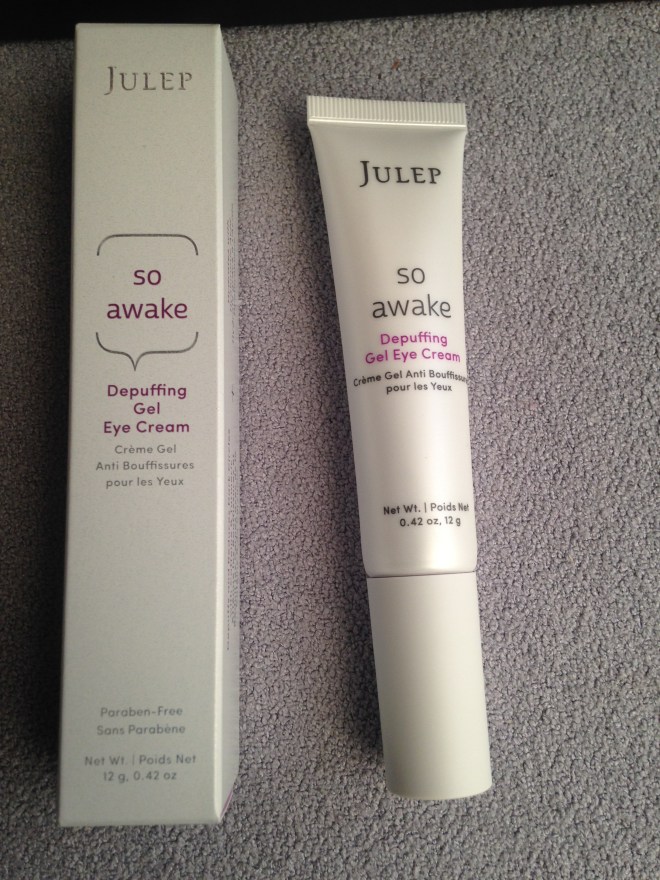 JULEP
so
awake
Depuffing
Gel
Eye Cream
Crème Gel
Anti Bouffissures
pour les Yeux
Paraben-Free
Sans Parabène
Net Wt. | Poids Net
12 g, 0.42 oz
JULEP
so
awake
Depuffing
Gel Eye Cream
Crème Gel Anti Bouffissures
pour les Yeux
Net Wt. | Poids Net
0.42 oz, 12 g